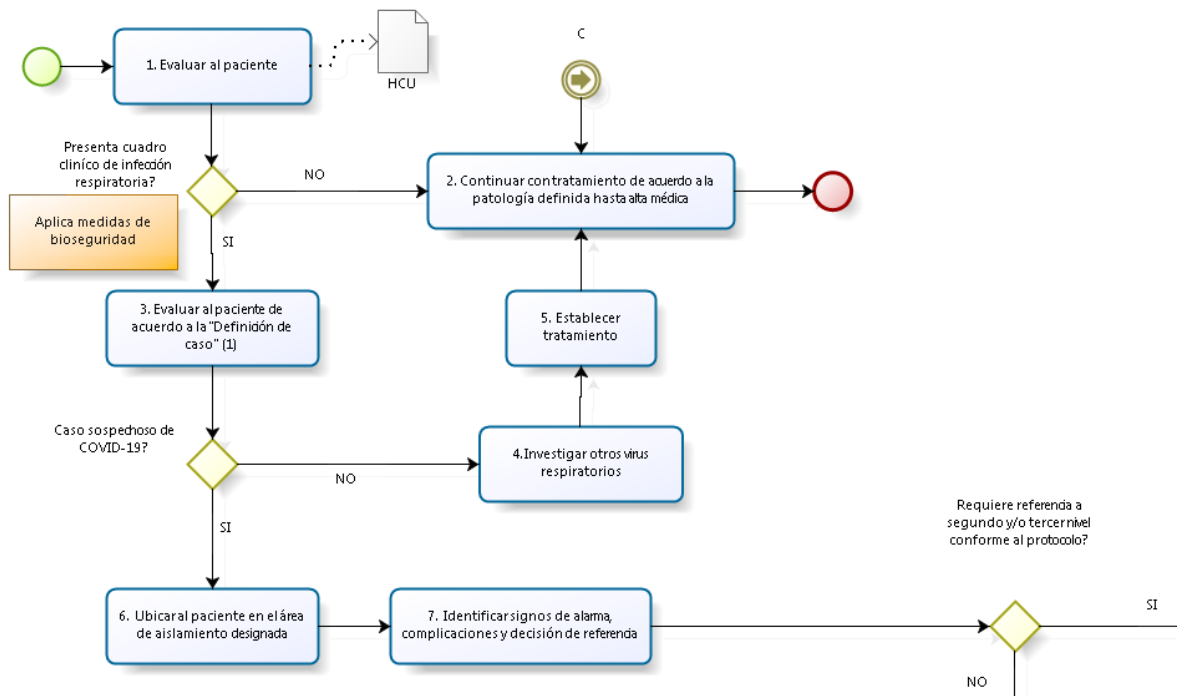 1. Evaluar al paciente
HCU
C
Presenta cuadro
cliníco de infección
respiratoria?
NO
2. Continuar con tratamiento de acuerdo a la
patología definida hasta alta médica
Aplica medidas de
bioseguridad
SI
3. Evaluar al paciente de
acuerdo a la "Definición de
caso" (1)
5. Establecer
tratamiento
Caso sospechoso de
COVID-19?
NO
4.Investigar otros virus
respiratorios
SI
Requiere referencia a
segundo y/o tercer nivel
conforme al protocolo?
6. Ubicar al paciente en el área
de aislamiento designada
7. Identificar signos de alarma,
complicaciones y decisión de referencia
SI
NO